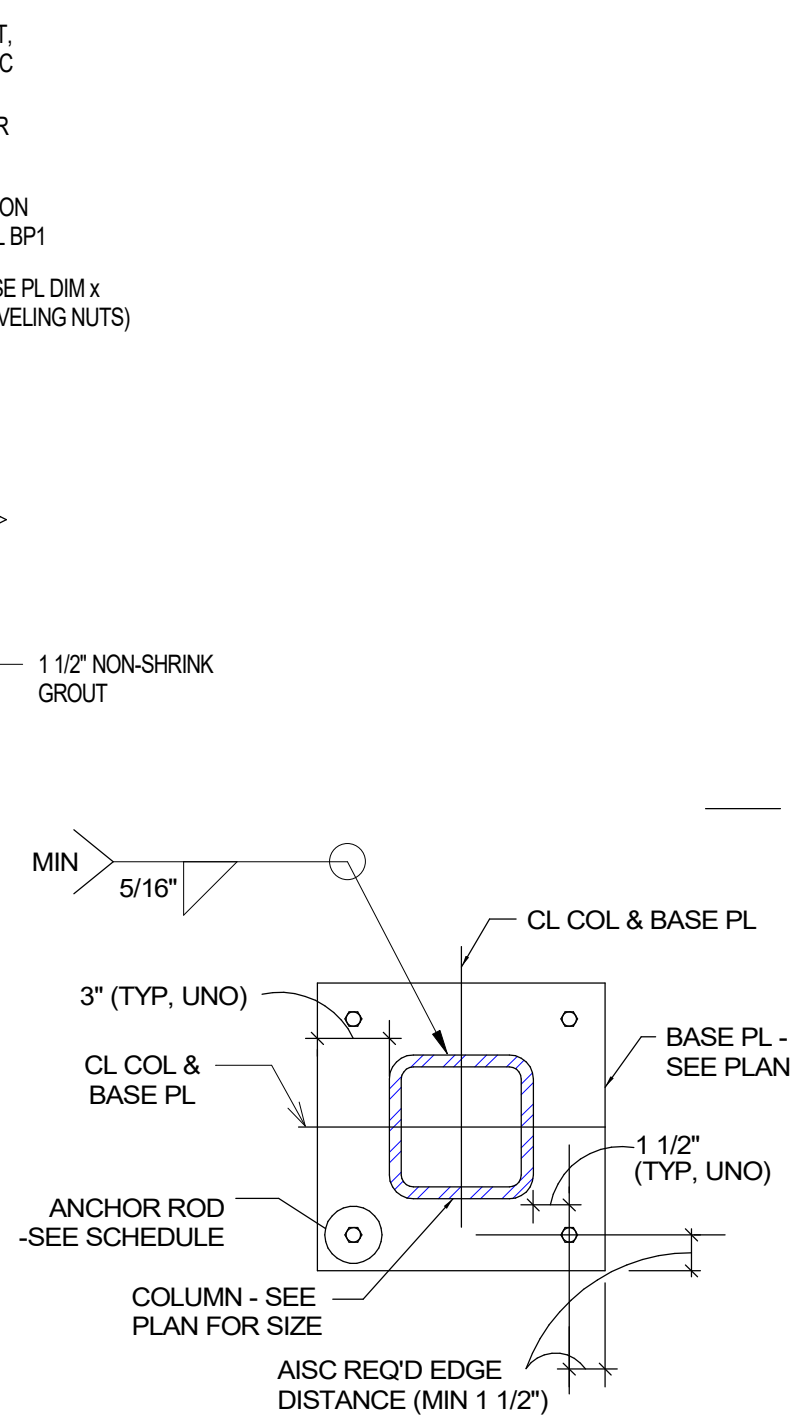 T,
C
R
ON
L BP1
SE PL DIM x
VELING NUTS)
1 1/2" NON-SHRINK
GROUT
MIN
5/16"
CL COL & BASE PL
3" (TYP, UNO)
BASE PL -
SEE PLAN
CL COL &
BASE PL
1 1/2"
(TYP, UNO)
ANCHOR ROD
-SEE SCHEDULE
COLUMN - SEE
PLAN FOR SIZE
AISC REQ'D EDGE
DISTANCE (MIN 1 1/2")